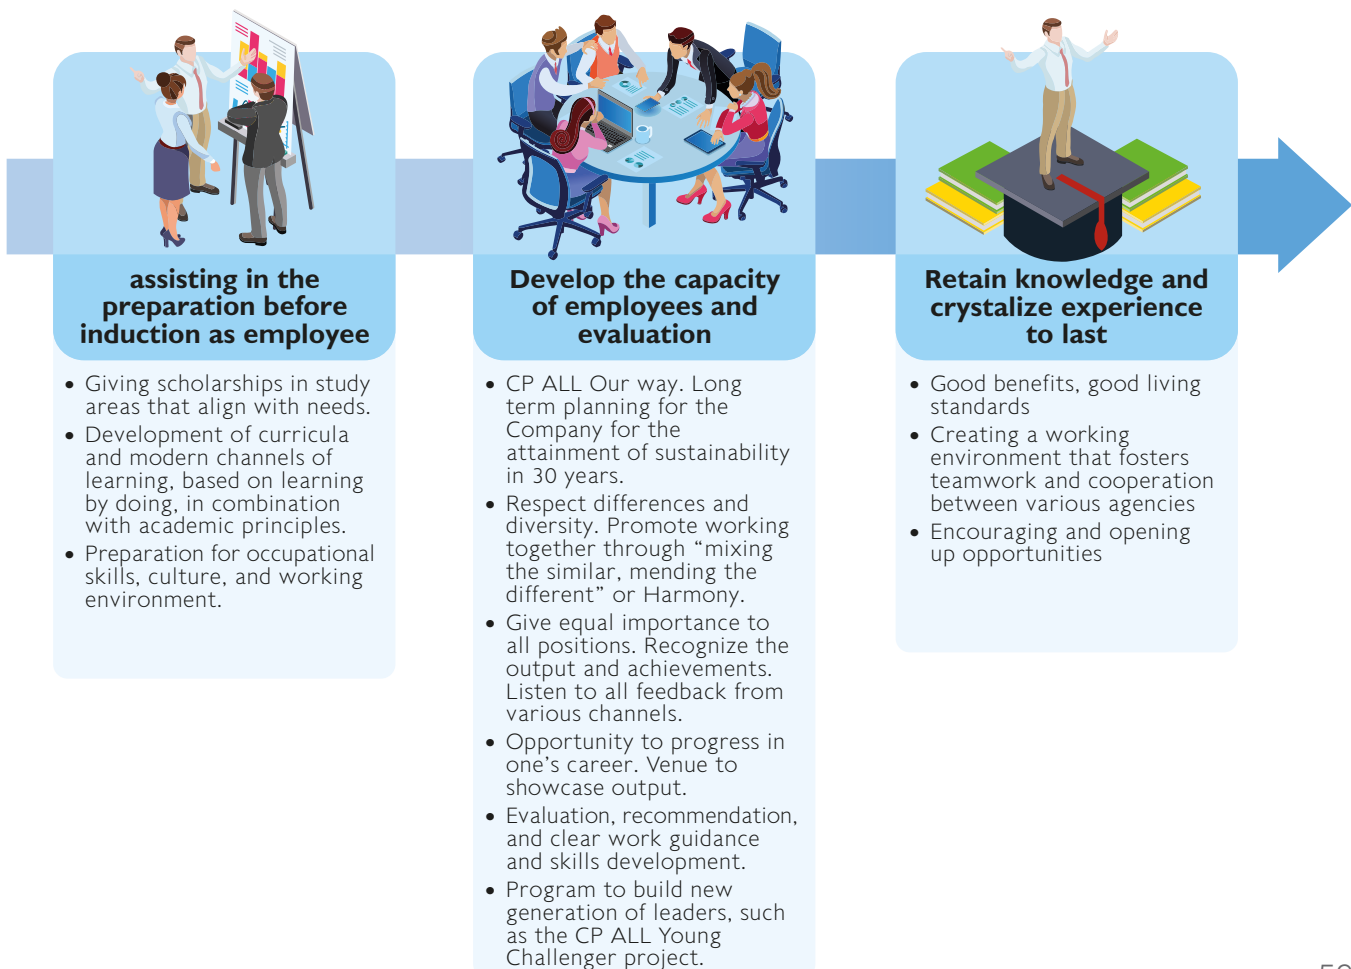 assisting in the
preparation before
induction as employee
• Giving scholarships in study
areas that align with needs.
• Development of curricula
and modern channels of
learning, based on learning
by doing, in combination
with academic principles.
• Preparation for occupational
skills, culture, and working
environment.
Develop the capacity
of employees and
evaluation
• CP ALL Our way. Long
term planning for the
Company for the
attainment of sustainability
in 30 years.
• Respect differences and
diversity. Promote working
together through “mixing
the similar, mending the
different” or Harmony.
• Give equal importance to
all positions. Recognize the
output and achievements.
Listen to all feedback from
various channels.
• Opportunity to progress in
one’s career. Venue to
showcase output.
• Evaluation, recommendation,
and clear work guidance
and skills development.
• Program to build new
generation of leaders, such
as the CP ALL Young
Challenger project.
Retain knowledge and
crystalize experience
to last
• Good benefits, good living
standards
• Creating a working
environment that fosters
teamwork and cooperation
between various agencies
• Encouraging and opening
up opportunities